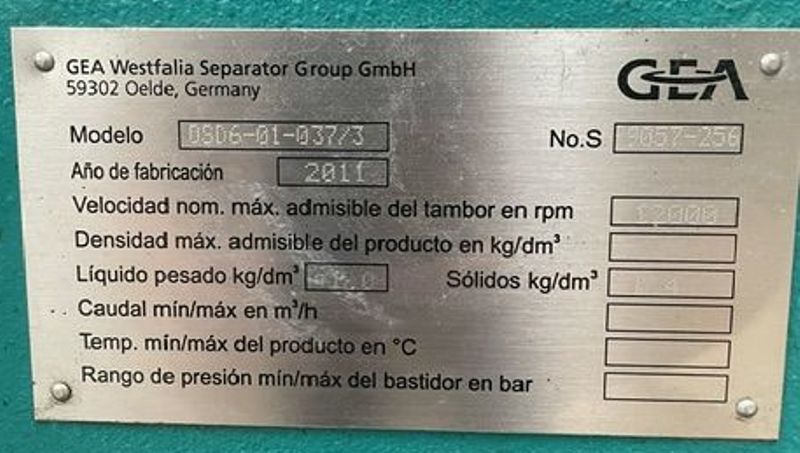 GEA Westfalia Separator Group GmbH
59302 Oelde, Germany
GEA
Modelo OSD6-01-037/3 No.S 9057-256
Año de fabricación 2011
Velocidad nom. máx. admisible del tambor en rpm 12000
Densidad máx. admisible del producto en kg/dm³
Líquido pesado kg/dm³ Sólidos kg/dm³
Caudal mín/máx en m³/h
Temp. mín/máx del producto en °C
Rango de presión mín/máx del bastidor en bar